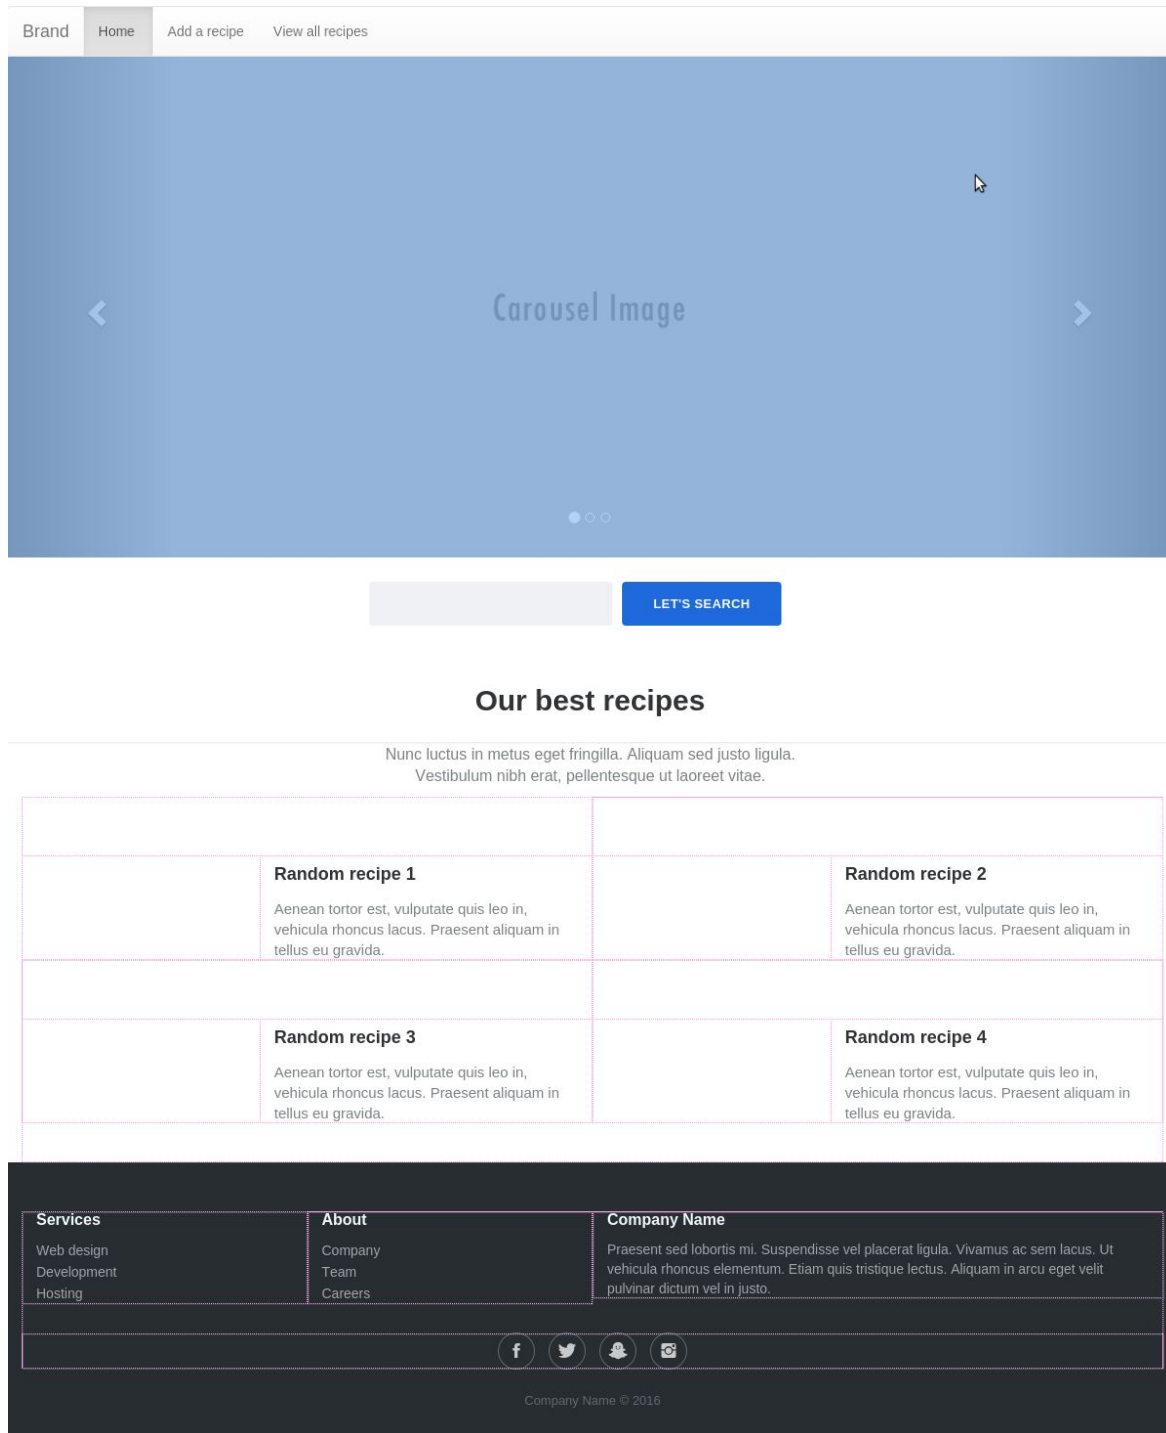 Brand Home Add a recipe View all recipes
Carousel Image
LET'S SEARCH
Our best recipes
Nunc luctus in metus eget fringilla. Aliquam sed justo ligula.
Vestibulum nibh erat, pellentesque ut laoreet vitae.
Random recipe 1
Aenean tortor est, vulputate quis leo in,
vehicula rhoncus lacus. Praesent aliquam in
tellus eu gravida.
Random recipe 2
Aenean tortor est, vulputate quis leo in,
vehicula rhoncus lacus. Praesent aliquam in
tellus eu gravida.
Random recipe 3
Aenean tortor est, vulputate quis leo in,
vehicula rhoncus lacus. Praesent aliquam in
tellus eu gravida.
Random recipe 4
Aenean tortor est, vulputate quis leo in,
vehicula rhoncus lacus. Praesent aliquam in
tellus eu gravida.
Services
Web design
Development
Hosting
About
Company
Team
Careers
Company Name
Praesent sed lobortis mi. Suspendisse vel placerat ligula. Vivamus ac sem lacus. Ut
vehicula rhoncus elementum. Etiam quis tristique lectus. Aliquam in arcu eget velit
pulvinar dictum vel in justo.
Company Name © 2016